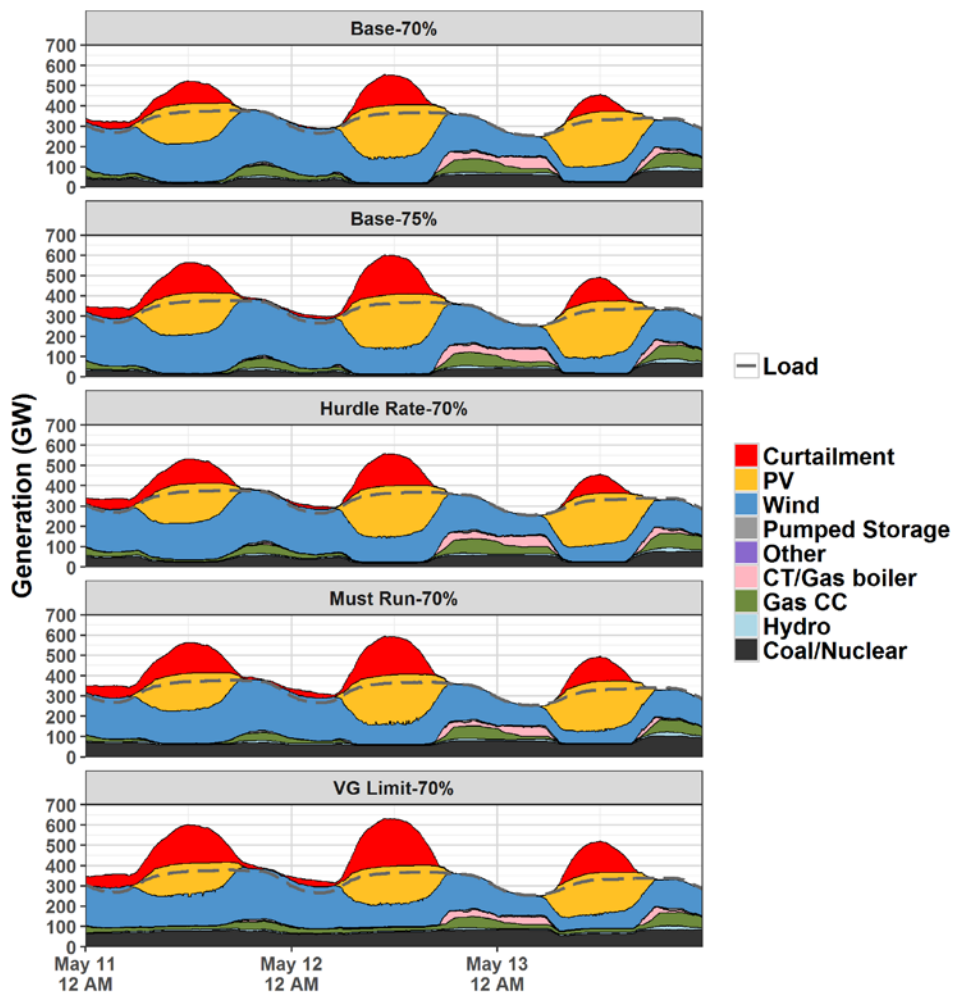 Base-70%
700
600
500
400
300
200
100
0
Base-75%
700
600
500
400
300
200
100
0
Hurdle Rate-70%
700
600
500
400
300
200
100
0
Must Run-70%
700
600
500
400
300
200
100
0
VG Limit-70%
700
600
500
400
300
200
100
0
Generation (GW)
May 11
12 AM
May 12
12 AM
May 13
12 AM
Load
Curtailment
PV
Wind
Pumped Storage
Other
CT/Gas boiler
Gas CC
Hydro
Coal/Nuclear